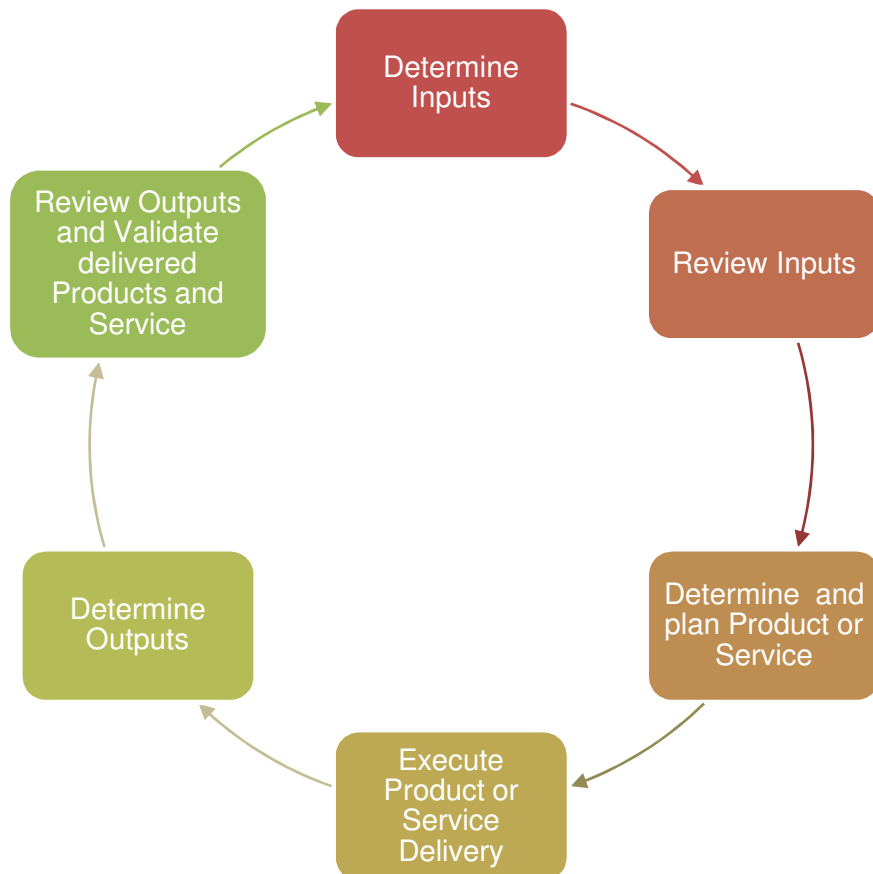 Determine
Inputs
Review Inputs
Determine  and
plan Product or
Service
Execute
Product or
Service
Delivery
Determine
Outputs
Review Outputs
and Validate
delivered
Products and
Service